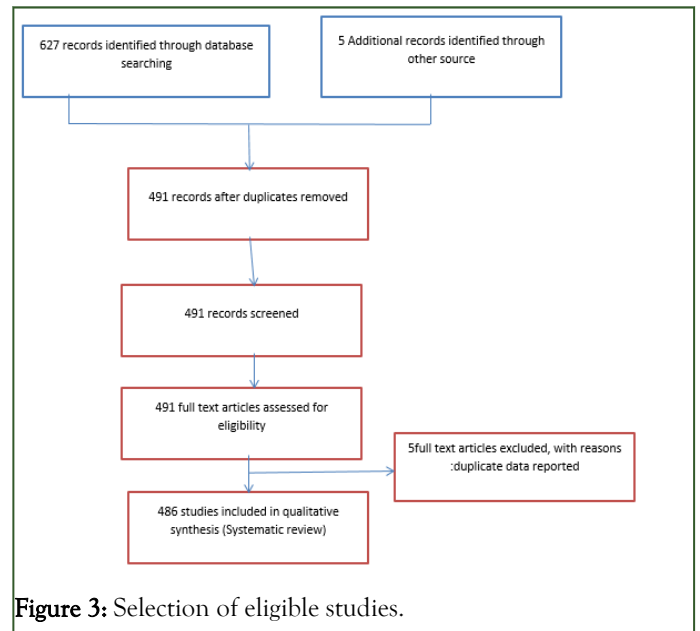 627 records identified through database
searching
5 Additional records identified through
other source
491 records after duplicates removed
491 records screened
491 full text articles assessed for
eligibility
5full text articles excluded, with reasons
:duplicate data reported
486 studies included in qualitative
synthesis (Systematic review)
Figure 3: Selection of eligible studies.